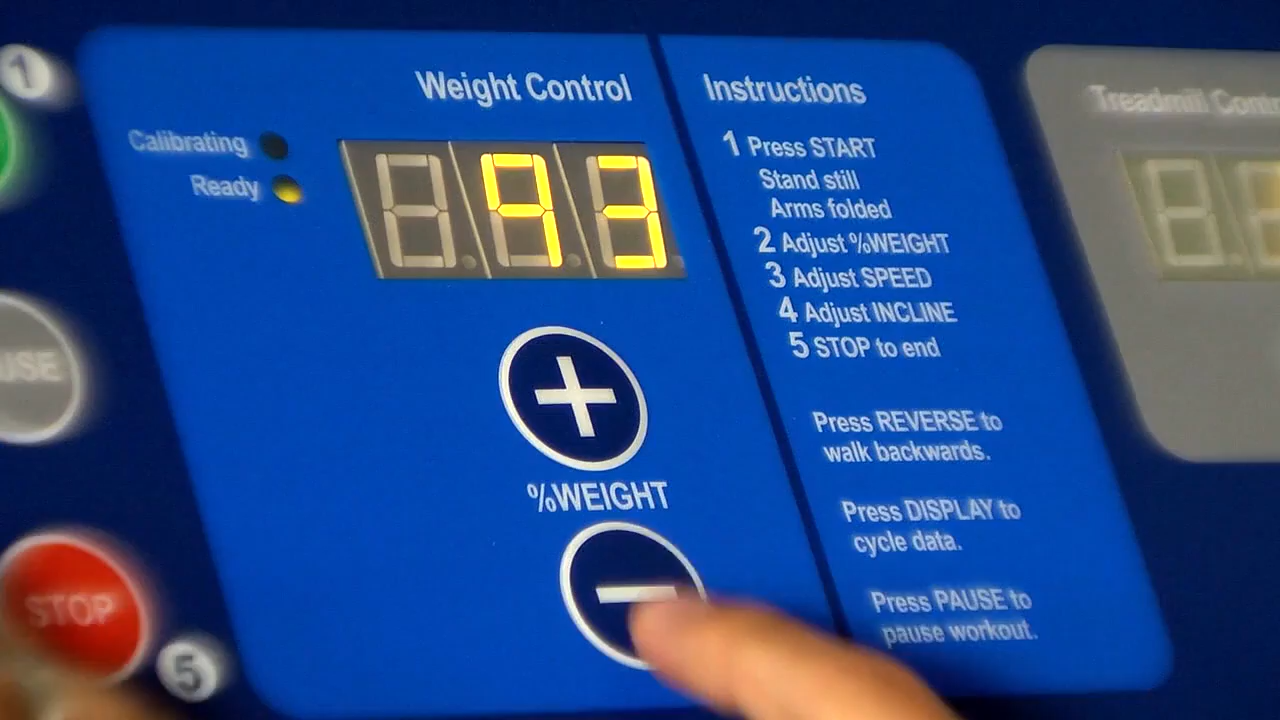 1
Weight Control
Calibrating
Ready
93
%WEIGHT
STOP
5
Instructions
1 Press START
Stand still
Arms folded
2 Adjust %WEIGHT
3 Adjust SPEED
4 Adjust INCLINE
5 STOP to end
Press REVERSE to
walk backwards.
Press DISPLAY to
cycle data.
Press PAUSE to
pause workout.
Treadmill